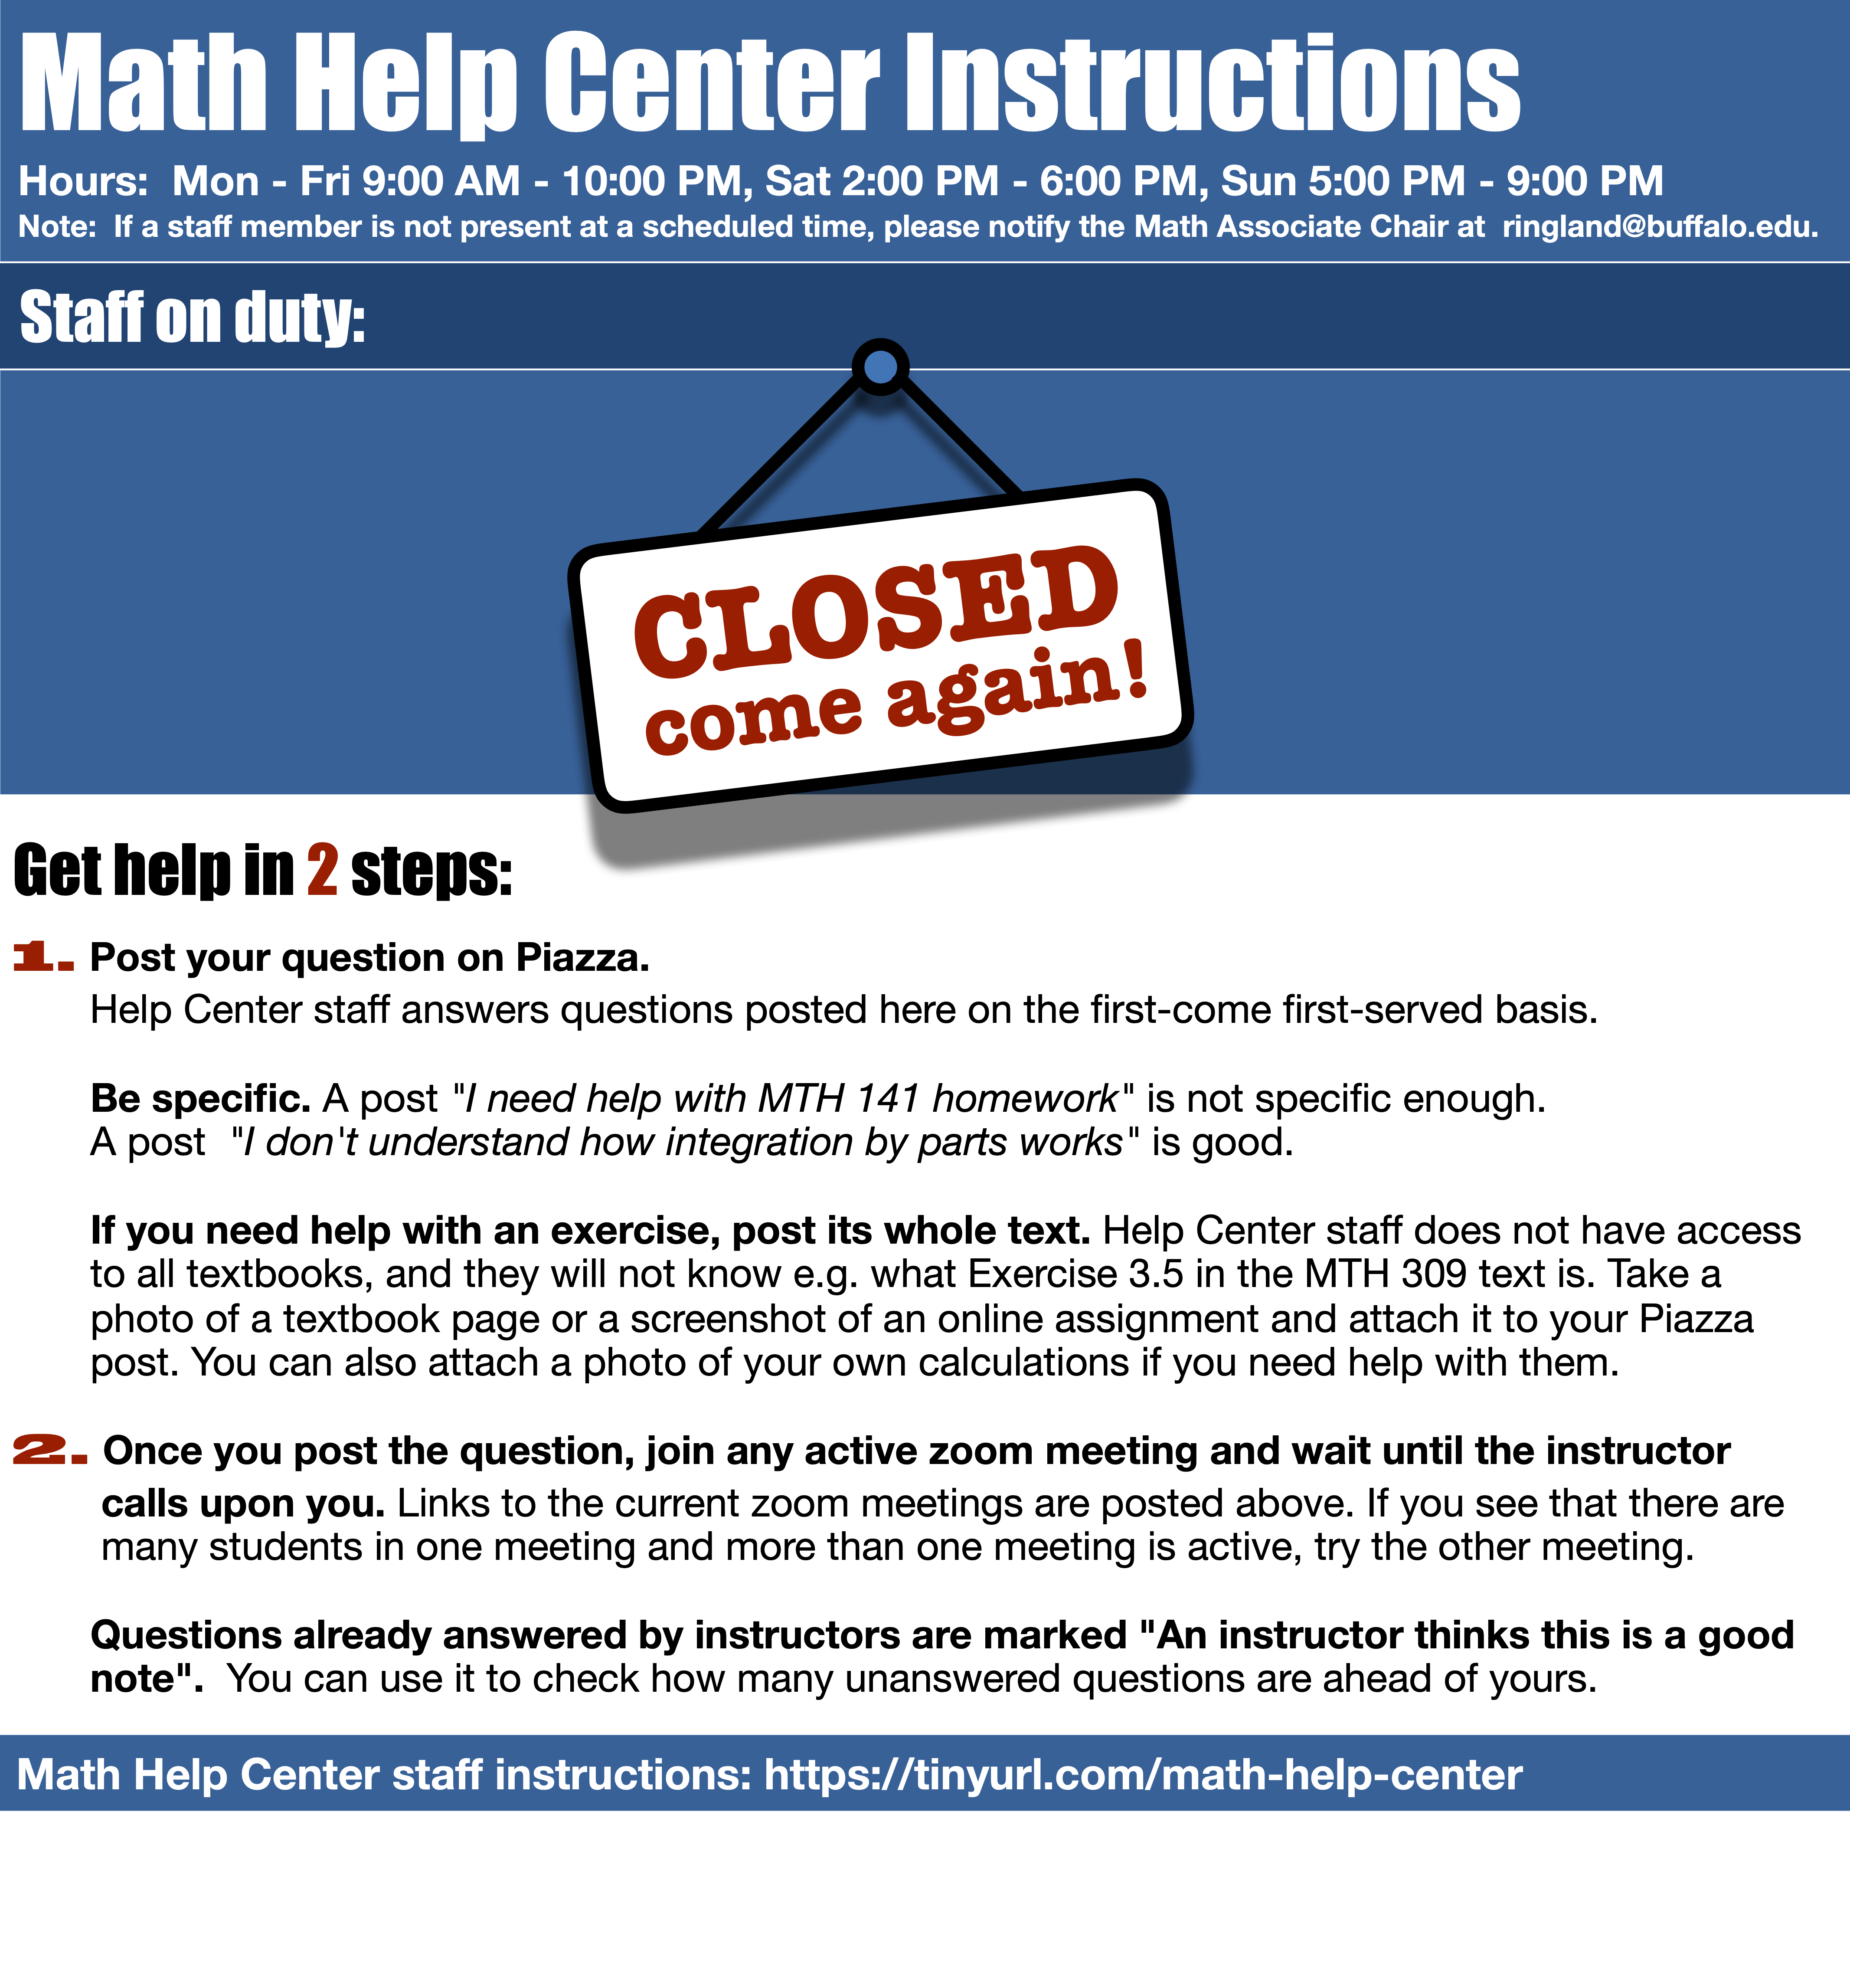 Math Help Center Instructions
Hours:  Mon - Fri 9:00 AM - 10:00 PM, Sat 2:00 PM - 6:00 PM, Sun 5:00 PM - 9:00 PM
Note:  If a staff member is not present at a scheduled time, please notify the Math Associate Chair at  ringland@buffalo.edu.
Staff on duty:
CLOSED
come again!
Get help in 2 steps:
1. Post your question on Piazza.
Help Center staff answers questions posted here on the first-come first-served basis.
Be specific. A post "I need help with MTH 141 homework" is not specific enough.
A post  "I don't understand how integration by parts works" is good.
If you need help with an exercise, post its whole text. Help Center staff does not have access
to all textbooks, and they will not know e.g. what Exercise 3.5 in the MTH 309 text is. Take a
photo of a textbook page or a screenshot of an online assignment and attach it to your Piazza
post. You can also attach a photo of your own calculations if you need help with them.
2. Once you post the question, join any active zoom meeting and wait until the instructor
calls upon you. Links to the current zoom meetings are posted above. If you see that there are
many students in one meeting and more than one meeting is active, try the other meeting.
Questions already answered by instructors are marked "An instructor thinks this is a good
note".  You can use it to check how many unanswered questions are ahead of yours.
Math Help Center staff instructions: https://tinyurl.com/math-help-center